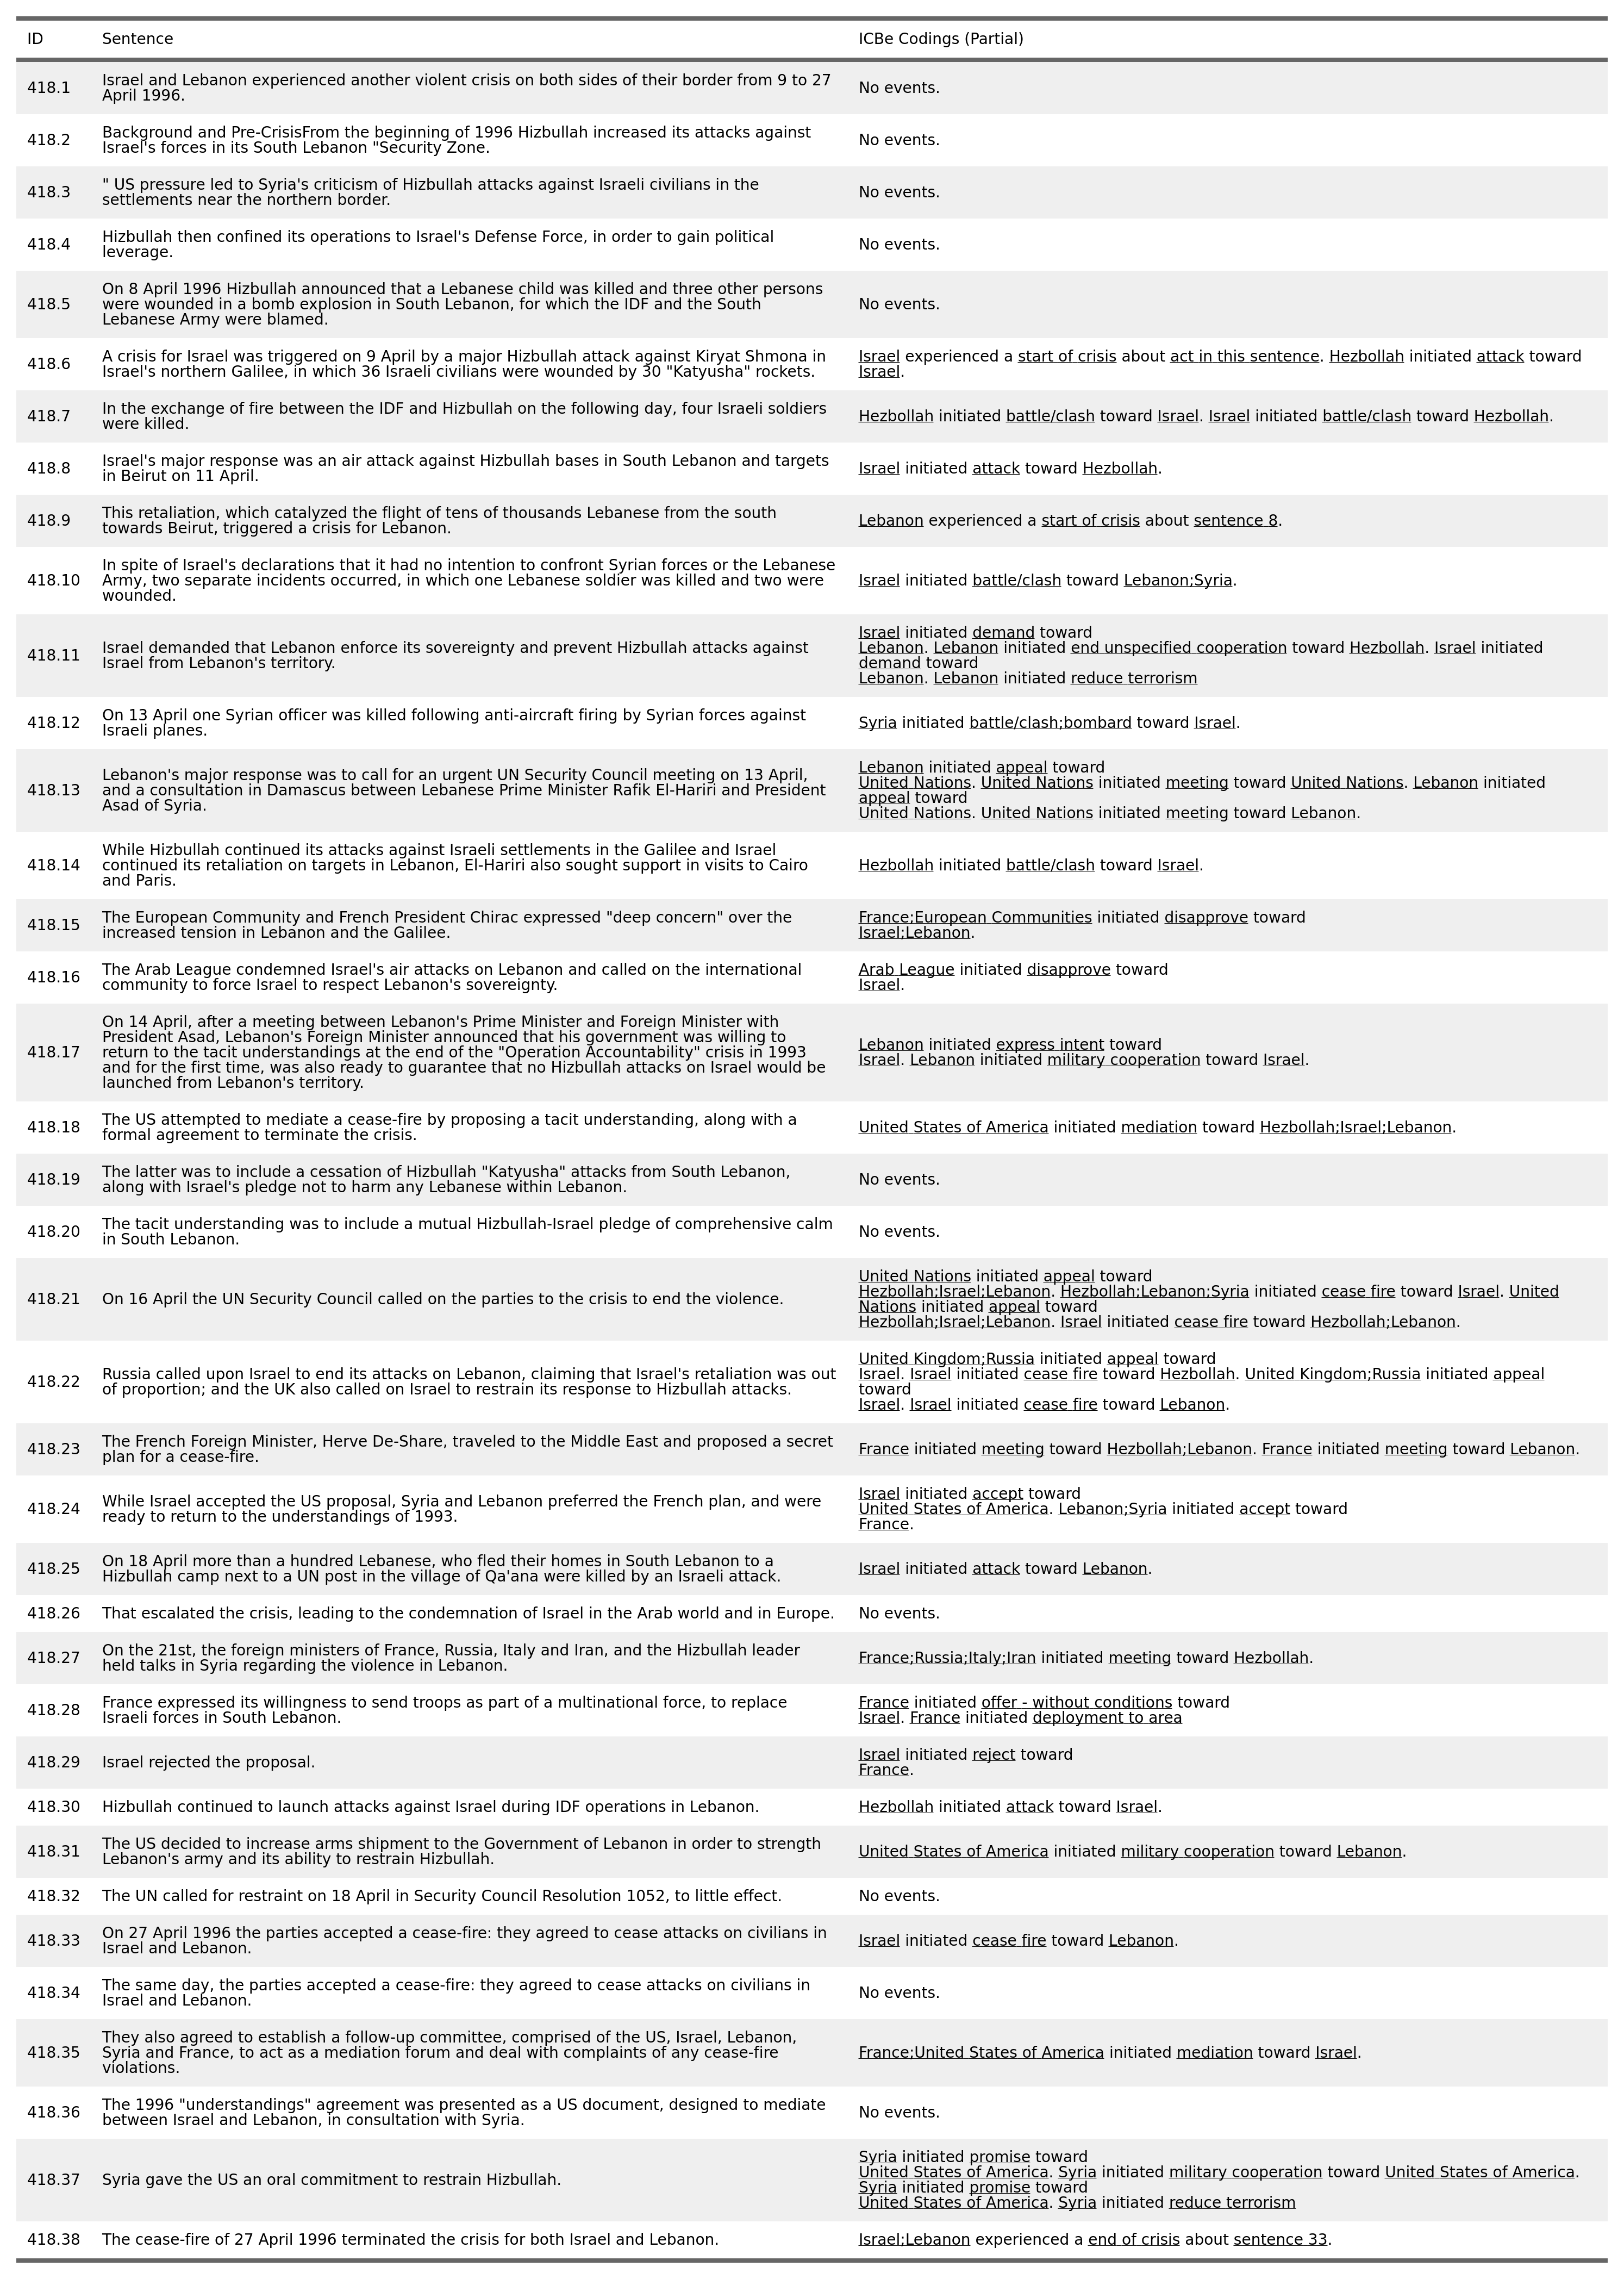 ID Sentence ICBe Codings (Partial)
418.1 Israel and Lebanon experienced another violent crisis on both sides of their border from 9 to 27
April 1996. No events.
418.2 Background and Pre-CrisisFrom the beginning of 1996 Hizbullah increased its attacks against
Israel's forces in its South Lebanon "Security Zone. No events.
418.3 " US pressure led to Syria's criticism of Hizbullah attacks against Israeli civilians in the
settlements near the northern border. No events.
418.4 Hizbullah then confined its operations to Israel's Defense Force, in order to gain political
leverage. No events.
418.5 On 8 April 1996 Hizbullah announced that a Lebanese child was killed and three other persons
were wounded in a bomb explosion in South Lebanon, for which the IDF and the South
Lebanese Army were blamed. No events.
418.6 A crisis for Israel was triggered on 9 April by a major Hizbullah attack against Kiryat Shmona in
Israel's northern Galilee, in which 36 Israeli civilians were wounded by 30 "Katyusha" rockets.
Israel experienced a start of crisis about act in this sentence. Hezbollah initiated attack toward
Israel.
418.7 In the exchange of fire between the IDF and Hizbullah on the following day, four Israeli soldiers
were killed.
Hezbollah initiated battle/clash toward Israel. Israel initiated battle/clash toward Hezbollah.
418.8 Israel's major response was an air attack against Hizbullah bases in South Lebanon and targets
in Beirut on 11 April.
Israel initiated attack toward Hezbollah.
418.9 This retaliation, which catalyzed the flight of tens of thousands Lebanese from the south
towards Beirut, triggered a crisis for Lebanon.
Lebanon experienced a start of crisis about sentence 8.
418.10 In spite of Israel's declarations that it had no intention to confront Syrian forces or the Lebanese
Army, two separate incidents occurred, in which one Lebanese soldier was killed and two were
wounded.
Israel initiated battle/clash toward Lebanon;Syria.
418.11 Israel demanded that Lebanon enforce its sovereignty and prevent Hizbullah attacks against
Israel from Lebanon's territory.
Israel initiated demand toward
Lebanon. Lebanon initiated end unspecified cooperation toward Hezbollah. Israel initiated
demand toward
Lebanon. Lebanon initiated reduce terrorism
418.12 On 13 April one Syrian officer was killed following anti-aircraft firing by Syrian forces against
Israeli planes.
Syria initiated battle/clash;bombard toward Israel.
418.13 Lebanon's major response was to call for an urgent UN Security Council meeting on 13 April,
and a consultation in Damascus between Lebanese Prime Minister Rafik El-Hariri and President
Asad of Syria.
Lebanon initiated appeal toward
United Nations. United Nations initiated meeting toward United Nations. Lebanon initiated
appeal toward
United Nations. United Nations initiated meeting toward Lebanon.
418.14 While Hizbullah continued its attacks against Israeli settlements in the Galilee and Israel
continued its retaliation on targets in Lebanon, El-Hariri also sought support in visits to Cairo
and Paris.
Hezbollah initiated battle/clash toward Israel.
418.15 The European Community and French President Chirac expressed "deep concern" over the
increased tension in Lebanon and the Galilee.
France;European Communities initiated disapprove toward
Israel;Lebanon.
418.16 The Arab League condemned Israel's air attacks on Lebanon and called on the international
community to force Israel to respect Lebanon's sovereignty.
Arab League initiated disapprove toward
Israel.
418.17 On 14 April, after a meeting between Lebanon's Prime Minister and Foreign Minister with
President Asad, Lebanon's Foreign Minister announced that his government was willing to
return to the tacit understandings at the end of the "Operation Accountability" crisis in 1993
and for the first time, was also ready to guarantee that no Hizbullah attacks on Israel would be
launched from Lebanon's territory.
Lebanon initiated express intent toward
Israel. Lebanon initiated military cooperation toward Israel.
418.18 The US attempted to mediate a cease-fire by proposing a tacit understanding, along with a
formal agreement to terminate the crisis.
United States of America initiated mediation toward Hezbollah;Israel;Lebanon.
418.19 The latter was to include a cessation of Hizbullah "Katyusha" attacks from South Lebanon,
along with Israel's pledge not to harm any Lebanese within Lebanon. No events.
418.20 The tacit understanding was to include a mutual Hizbullah-Israel pledge of comprehensive calm
in South Lebanon. No events.
418.21 On 16 April the UN Security Council called on the parties to the crisis to end the violence.
United Nations initiated appeal toward
Hezbollah;Israel;Lebanon. Hezbollah;Lebanon;Syria initiated cease fire toward Israel. United
Nations initiated appeal toward
Hezbollah;Israel;Lebanon. Israel initiated cease fire toward Hezbollah;Lebanon.
418.22 Russia called upon Israel to end its attacks on Lebanon, claiming that Israel's retaliation was out
of proportion; and the UK also called on Israel to restrain its response to Hizbullah attacks.
United Kingdom;Russia initiated appeal toward
Israel. Israel initiated cease fire toward Hezbollah. United Kingdom;Russia initiated appeal
toward
Israel. Israel initiated cease fire toward Lebanon.
418.23 The French Foreign Minister, Herve De-Share, traveled to the Middle East and proposed a secret
plan for a cease-fire.
France initiated meeting toward Hezbollah;Lebanon. France initiated meeting toward Lebanon.
418.24 While Israel accepted the US proposal, Syria and Lebanon preferred the French plan, and were
ready to return to the understandings of 1993.
Israel initiated accept toward
United States of America. Lebanon;Syria initiated accept toward
France.
418.25 On 18 April more than a hundred Lebanese, who fled their homes in South Lebanon to a
Hizbullah camp next to a UN post in the village of Qa'ana were killed by an Israeli attack.
Israel initiated attack toward Lebanon.
418.26 That escalated the crisis, leading to the condemnation of Israel in the Arab world and in Europe. No events.
418.27 On the 21st, the foreign ministers of France, Russia, Italy and Iran, and the Hizbullah leader
held talks in Syria regarding the violence in Lebanon.
France;Russia;Italy;Iran initiated meeting toward Hezbollah.
418.28 France expressed its willingness to send troops as part of a multinational force, to replace
Israeli forces in South Lebanon.
France initiated offer - without conditions toward
Israel. France initiated deployment to area
418.29 Israel rejected the proposal.
Israel initiated reject toward
France.
418.30 Hizbullah continued to launch attacks against Israel during IDF operations in Lebanon. Hezbollah initiated attack toward Israel.
418.31 The US decided to increase arms shipment to the Government of Lebanon in order to strength
Lebanon's army and its ability to restrain Hizbullah.
United States of America initiated military cooperation toward Lebanon.
418.32 The UN called for restraint on 18 April in Security Council Resolution 1052, to little effect. No events.
418.33 On 27 April 1996 the parties accepted a cease-fire: they agreed to cease attacks on civilians in
Israel and Lebanon.
Israel initiated cease fire toward Lebanon.
418.34 The same day, the parties accepted a cease-fire: they agreed to cease attacks on civilians in
Israel and Lebanon. No events.
418.35 They also agreed to establish a follow-up committee, comprised of the US, Israel, Lebanon,
Syria and France, to act as a mediation forum and deal with complaints of any cease-fire
violations.
France;United States of America initiated mediation toward Israel.
418.36 The 1996 "understandings" agreement was presented as a US document, designed to mediate
between Israel and Lebanon, in consultation with Syria. No events.
418.37 Syria gave the US an oral commitment to restrain Hizbullah.
Syria initiated promise toward
United States of America. Syria initiated military cooperation toward United States of America.
Syria initiated promise toward
United States of America. Syria initiated reduce terrorism
418.38 The cease-fire of 27 April 1996 terminated the crisis for both Israel and Lebanon. Israel;Lebanon experienced a end of crisis about sentence 33.